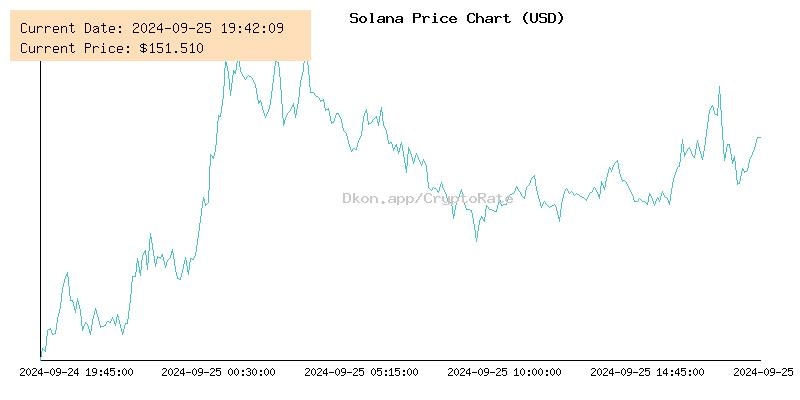 Solana Price Chart (USD)
Current Date: 2024-09-25 19:42:09
Current Price: $151.510
Dkon.app/CryptoRate
2024-09-24 19:45:00
2024-09-25 00:30:00
2024-09-25 05:15:00
2024-09-25 10:00:00
2024-09-25 14:45:00
2024-09-25